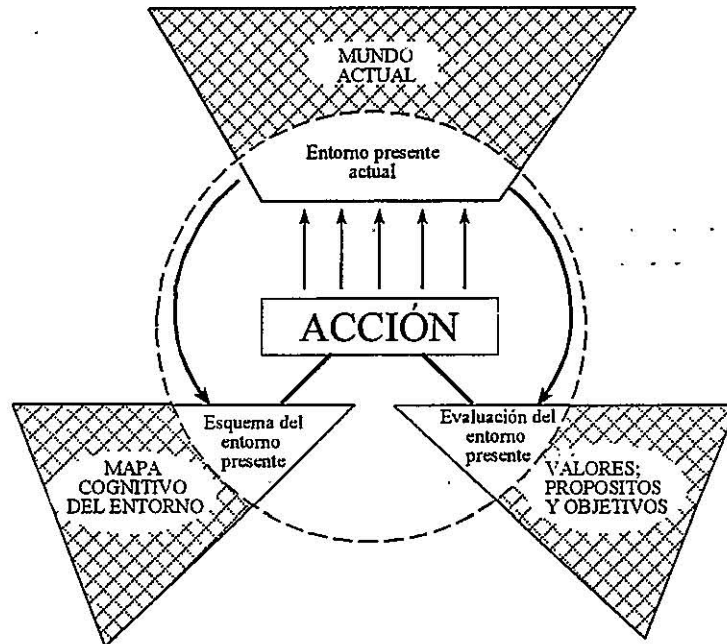 MUNDO
ACTUAL
Entorno presente
actual
ACCIÓN
Esquema del
entorno
presente
Evaluación del
entorno
presente
MAPA
COGNITIVO
DEL ENTORNO
VALORES;
PROPOSITOS
Y OBJETIVOS